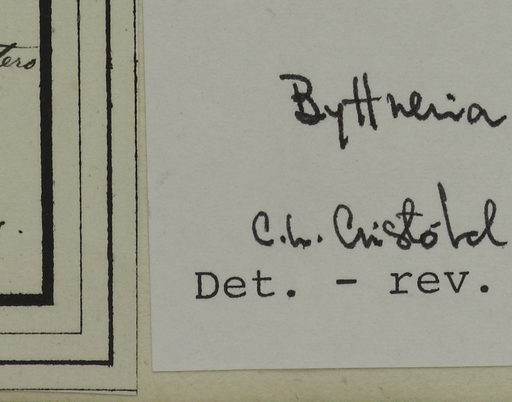 Byttneria
C.L. Cristóbal
Det. - rev.